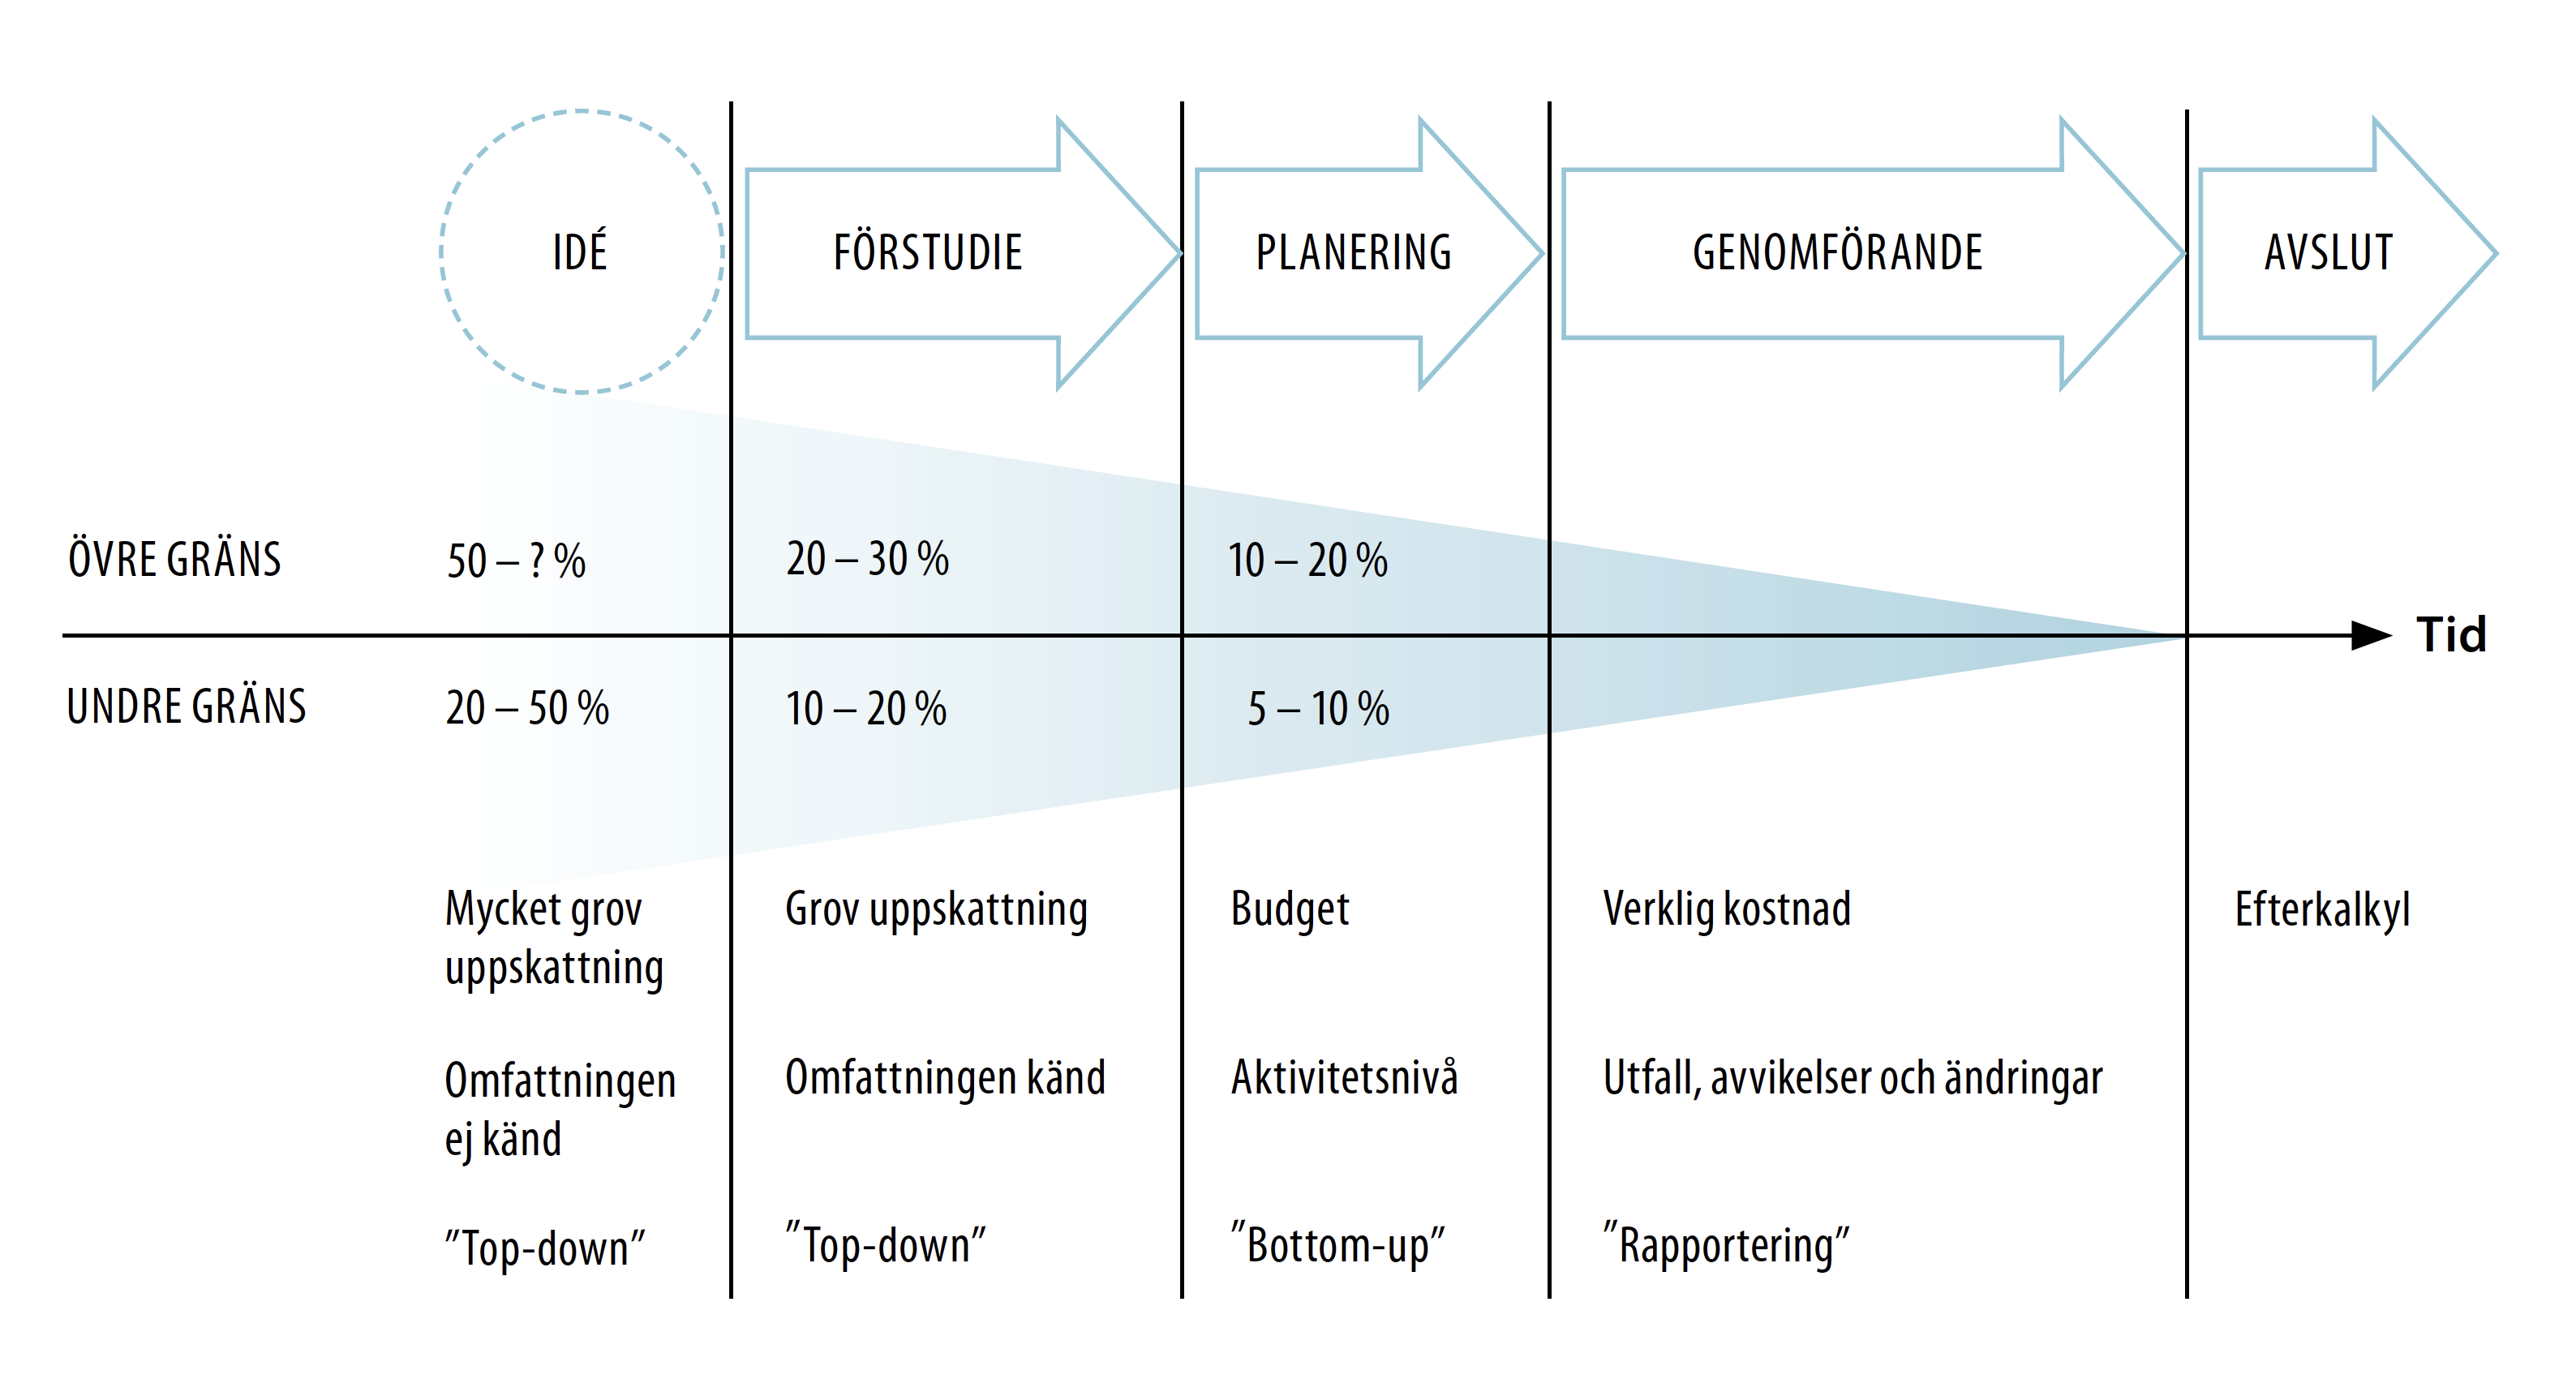 IDÉ
FÖRSTUDIE
PLANERING
GENOMFÖRANDE
AVSLUT
ÖVRE GRÄNS
50 – ? %
20 – 30 %
10 – 20 %
Tid
UNDRE GRÄNS
20 – 50 %
10 – 20 %
5 – 10 %
Mycket grov
uppskattning
Grov uppskattning
Budget
Verklig kostnad
Efterkalkyl
Omfattningen
ej känd
Omfattningen känd
Aktivitetsnivå
Utfall, avvikelser och ändringar
”Top-down”
”Top-down”
”Bottom-up”
”Rapportering”